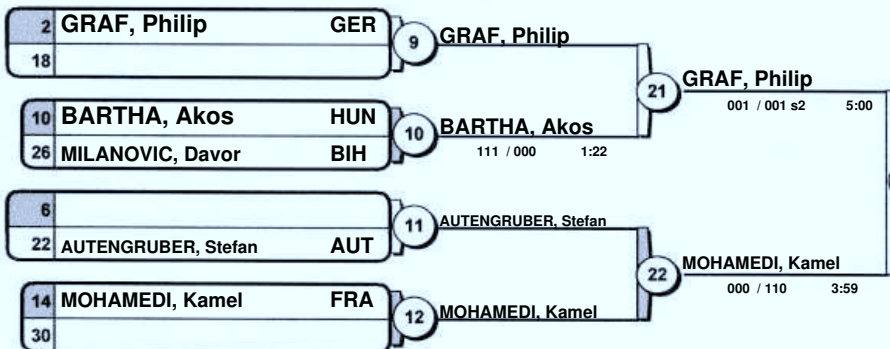 2 GRAF, Philip GER
18
9 GRAF, Philip
10 BARTHA, Akos HUN
26 MILANOVIC, Davor BIH
10 BARTHA, Akos
111 / 000 1:22
21 GRAF, Philip
001 / 001 s2 5:00
6
22 AUTENGRUBER, Stefan AUT
11 AUTENGRUBER, Stefan
14 MOHAMEDI, Kamel FRA
30
12 MOHAMEDI, Kamel
22 MOHAMEDI, Kamel
000 / 110 3:59